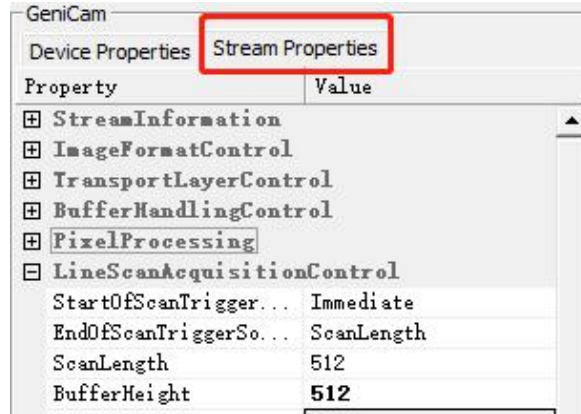 GeniCam
Device Properties Stream Properties
Property Value
StreamInformation
ImageFormatControl
TransportLayerControl
BufferHandlingControl
PixelProcessing
LineScanAcquisitionControl
StartOfScanTrigger... Immediate
EndOfScanTriggerSo... ScanLength
ScanLength 512
BufferHeight 512